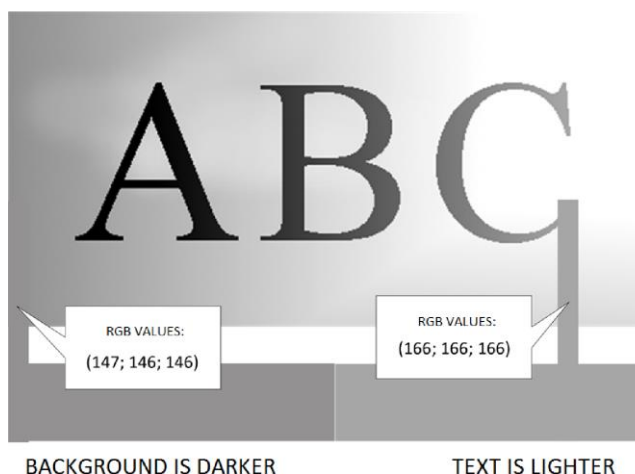 ABC
RGB VALUES:
(147; 146; 146)
RGB VALUES:
(166; 166; 166)
BACKGROUND IS DARKER
TEXT IS LIGHTER